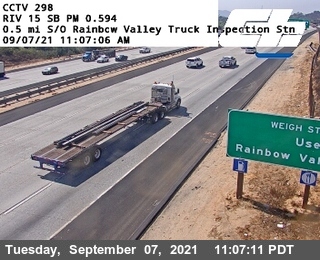 CCTV 298
RIV 15 SB PM 0.594
0.5 mi S/O Rainbow Valley Truck Inspection Stn
09/07/21 11:07:06 AM
WEIGH ST
Use
Rainbow Val
Tuesday, September 07, 2021 11:07:11 PDT